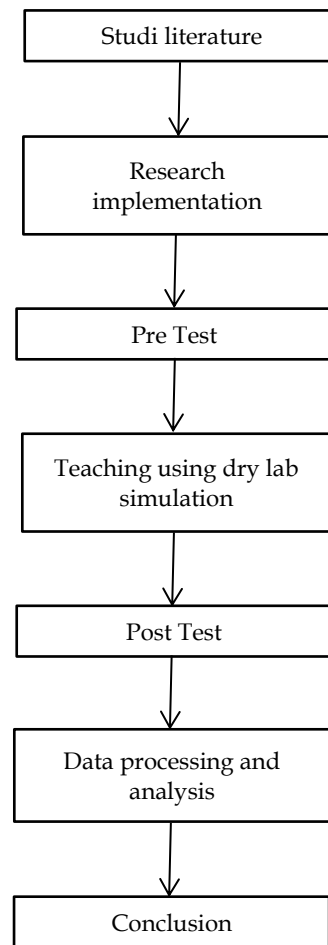 Studi literature
Research
implementation
Pre Test
Teaching using dry lab
simulation
Post Test
Data processing and
analysis
Conclusion